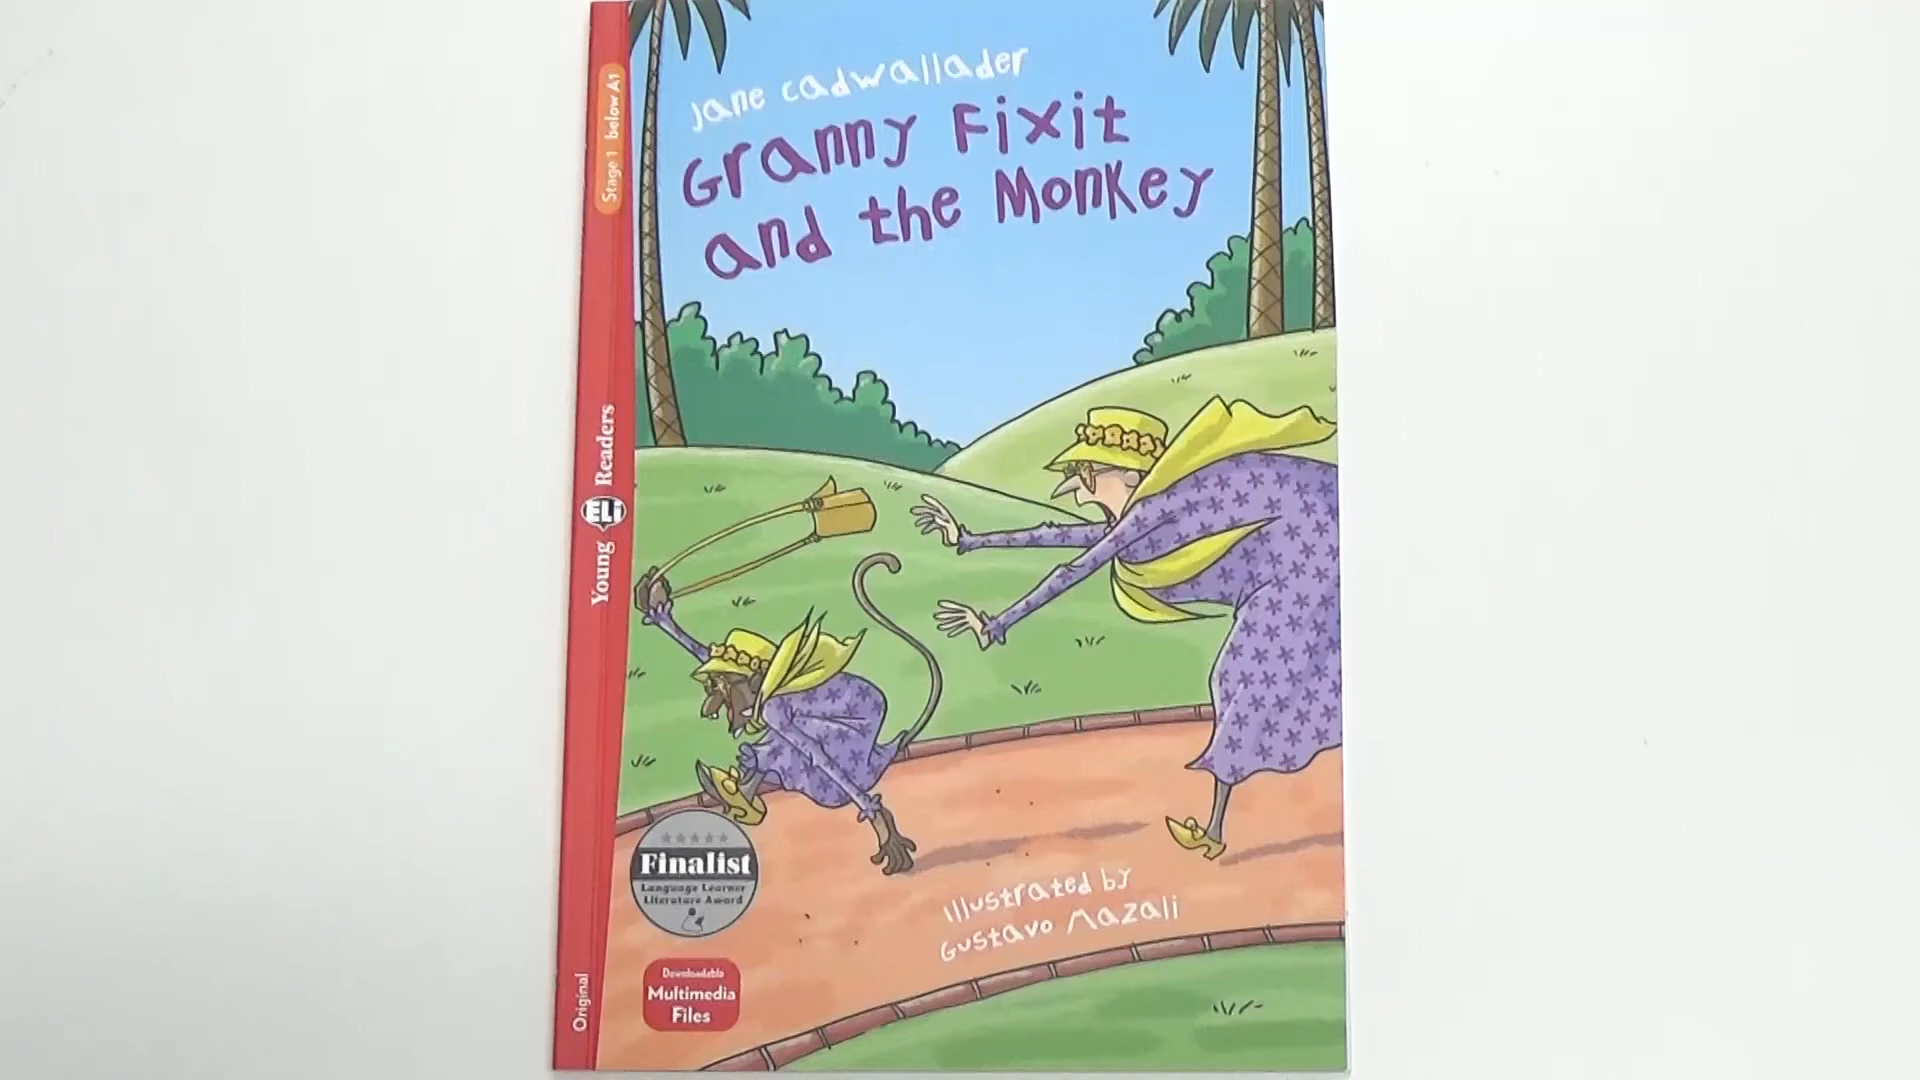 Jane Cadwallader
Granny Fixit
and the Monkey
Stage 1 below A1
Young ELi Readers
Original
Finalist
Language Learner
Literature Award
Downloadable
Multimedia
Files
Illustrated by
Gustavo Mazali